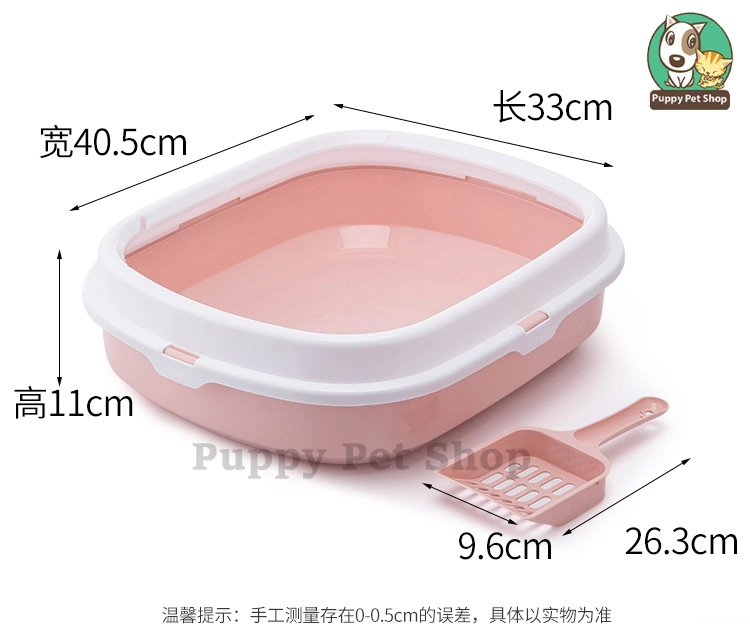 Puppy Pet Shop
长33cm
宽40.5cm
高11cm
Puppy Pet Shop
9.6cm
26.3cm
温馨提示：手工测量存在0-0.5cm的误差，具体以实物为准